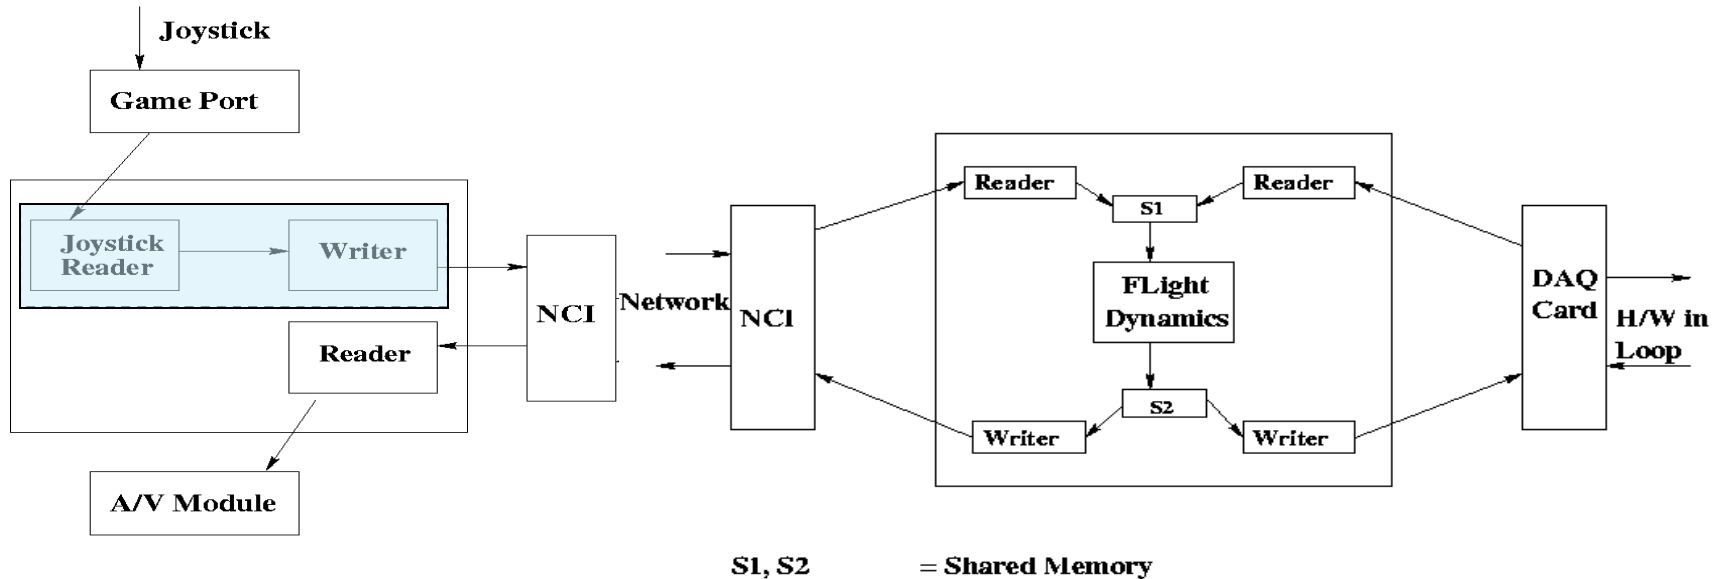 Joystick
Game Port
Joystick
Reader
Writer
Reader
A/V Module
NCI
Network
NCI
Reader
Reader
S1
FLight
Dynamics
S2
Writer
Writer
DAQ
Card
H/W in
Loop
S1, S2 = Shared Memory